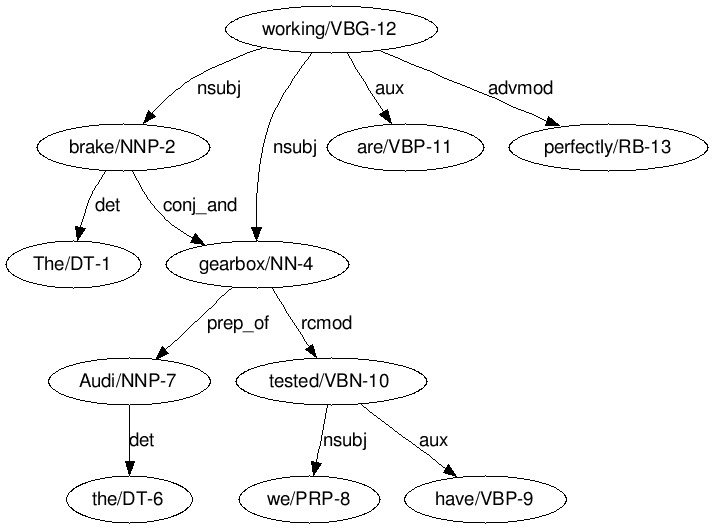 working/VBG-12
nsubj
aux
advmod
nsubj
brake/NNP-2
are/VBP-11
perfectly/RB-13
det
conj_and
The/DT-1
gearbox/NN-4
prep_of
rcmod
Audi/NNP-7
tested/VBN-10
det
nsubj
aux
the/DT-6
we/PRP-8
have/VBP-9